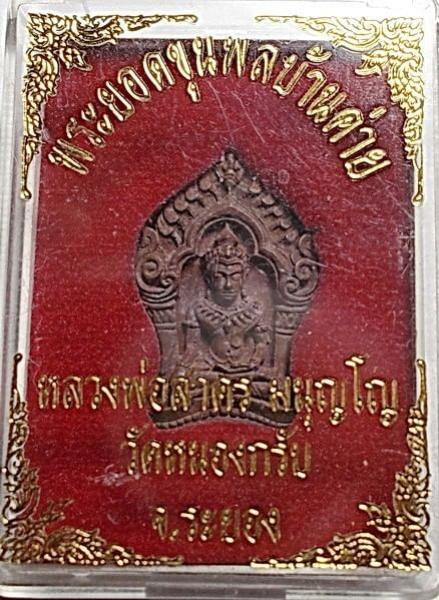 พระยอดขุนพลบ้านค่าย
หลวงพ่อสาคร มนุญโญ
วัดหนองกรับ
จ.ระยอง